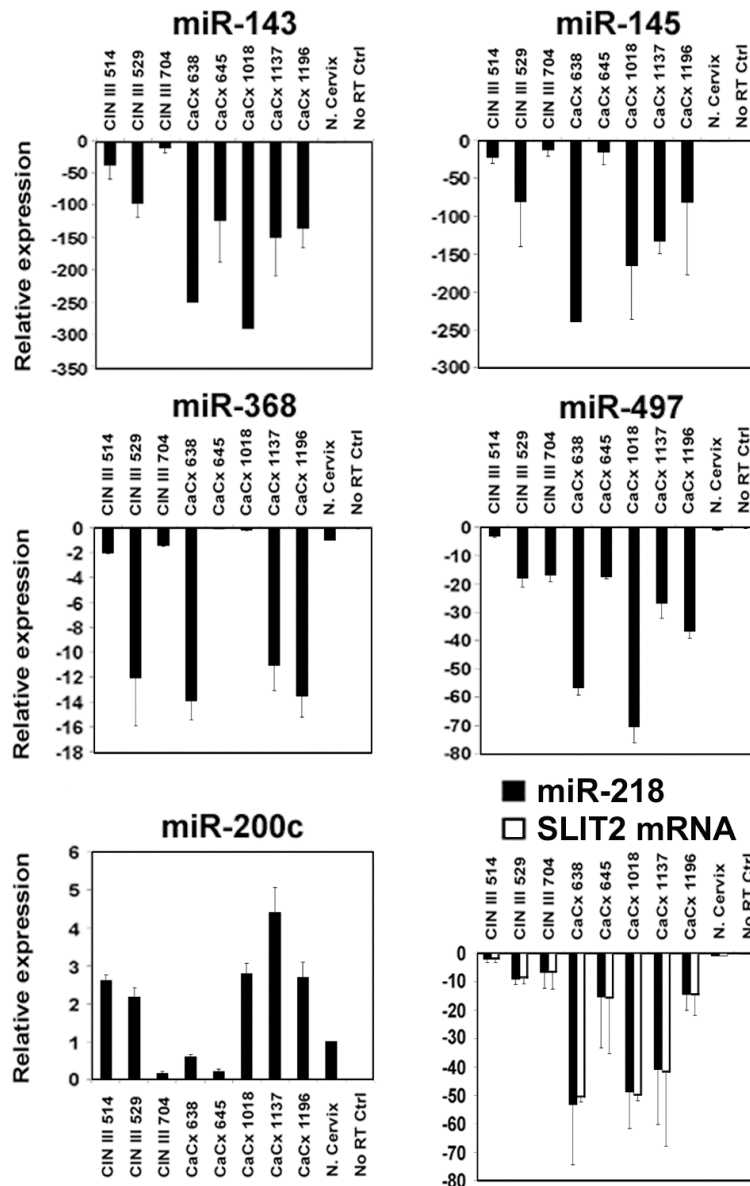 miR-143
CIN III 514
CIN III 529
CIN III 704
CaCx 638
CaCx 645
CaCx 1018
CaCx 1137
CaCx 1196
N. Cervix
No RT Ctrl
Relative expression
0
-50
-100
-150
-200
-250
-300
-350
miR-145
CIN III 514
CIN III 529
CIN III 704
CaCx 638
CaCx 645
CaCx 1018
CaCx 1137
CaCx 1196
N. Cervix
No RT Ctrl
0
-50
-100
-150
-200
-250
-300
miR-368
CIN III 514
CIN III 529
CIN III 704
CaCx 638
CaCx 645
CaCx 1018
CaCx 1137
CaCx 1196
N. Cervix
No RT Ctrl
Relative expression
0
-2
-4
-6
-8
-10
-12
-14
-16
-18
miR-497
CIN III 514
CIN III 529
CIN III 704
CaCx 638
CaCx 645
CaCx 1018
CaCx 1137
CaCx 1196
N. Cervix
No RT Ctrl
0
-10
-20
-30
-40
-50
-60
-70
-80
miR-200c
Relative expression
6
5
4
3
2
1
0
CIN III 514
CIN III 529
CIN III 704
CaCx 638
CaCx 645
CaCx 1018
CaCx 1137
CaCx 1196
N. Cervix
No RT Ctrl
miR-218
SLIT2 mRNA
CIN III 514
CIN III 529
CIN III 704
CaCx 638
CaCx 645
CaCx 1018
CaCx 1137
CaCx 1196
N. Cervix
No RT Ctrl
0
-10
-20
-30
-40
-50
-60
-70
-80